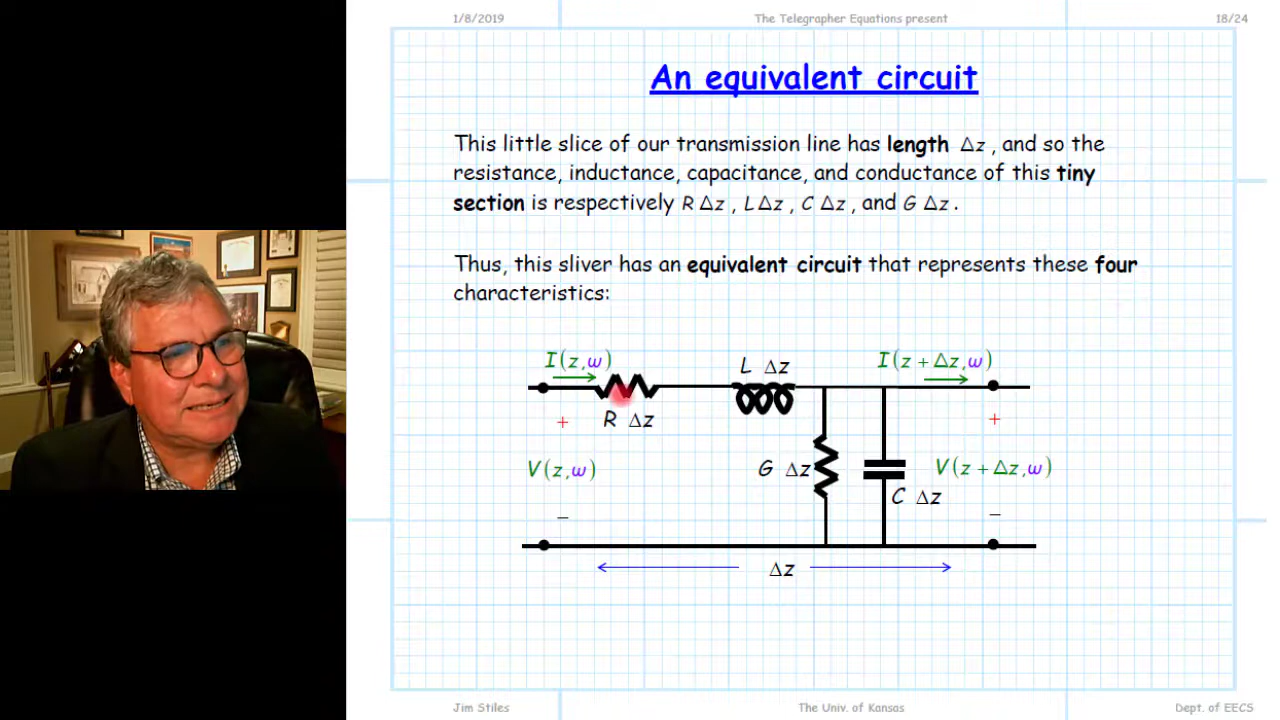 1/8/2019 The Telegrapher Equations present 18/24
An equivalent circuit
This little slice of our transmission line has length Δz , and so the
resistance, inductance, capacitance, and conductance of this tiny
section is respectively R Δz , L Δz , C Δz , and G Δz .
Thus, this sliver has an equivalent circuit that represents these four
characteristics:
I(z,ω) L Δz I(z + Δz,ω)
+ R Δz +
V(z,ω) G Δz V(z + Δz,ω)
C Δz
− −
Δz
Jim Stiles The Univ. of Kansas Dept. of EECS